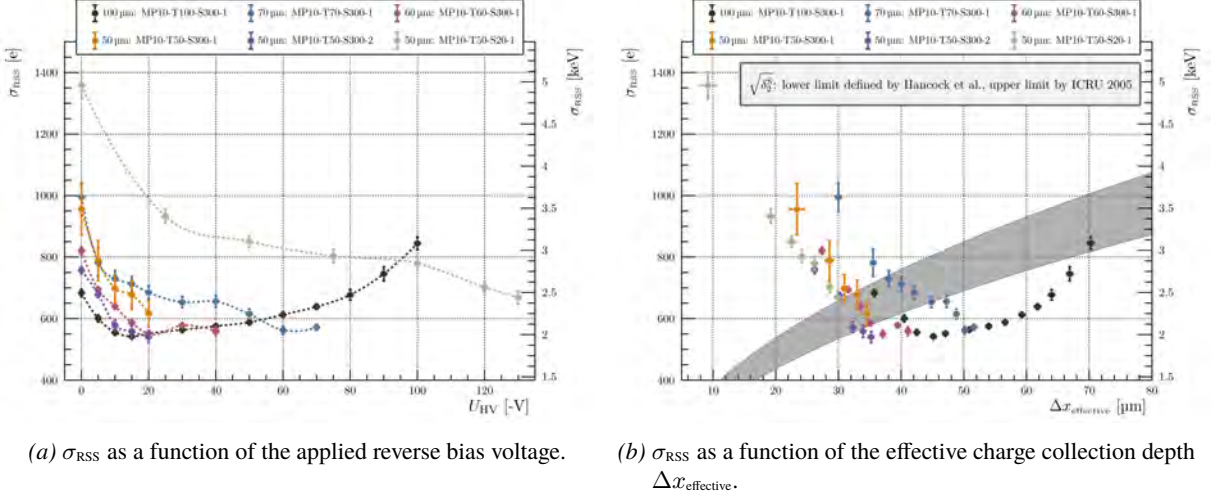 100 µm: MP10-T100-S300-1 70 µm: MP10-T70-S300-1 60 µm: MP10-T60-S300-1
50 µm: MP10-T50-S300-1 50 µm: MP10-T50-S300-2 50 µm: MP10-T50-S20-1
σRSS [e]
1400
1200
1000
800
600
400
σRSS [keV]
5
4.5
4
3.5
3
2.5
2
1.5
0 20 40 60 80 100 120
UHV [-V]
(a) σRSS as a function of the applied reverse bias voltage.
100 µm: MP10-T100-S300-1 70 µm: MP10-T70-S300-1 60 µm: MP10-T60-S300-1
50 µm: MP10-T50-S300-1 50 µm: MP10-T50-S300-2 50 µm: MP10-T50-S20-1
√δ₂²: lower limit defined by Hancock et al., upper limit by ICRU 2005
σRSS [e]
1400
1200
1000
800
600
400
σRSS [keV]
5
4.5
4
3.5
3
2.5
2
1.5
10 20 30 40 50 60 70 80
Δxeffective [µm]
(b) σRSS as a function of the effective charge collection depth
Δxeffective.